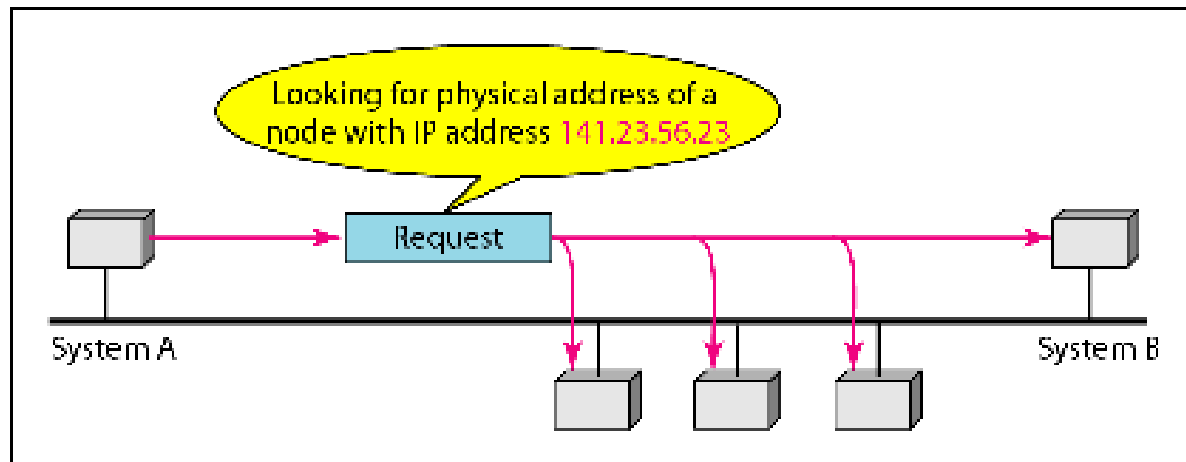 Looking for physical address of a
node with IP address 141.23.56.23
Request
System A
System B